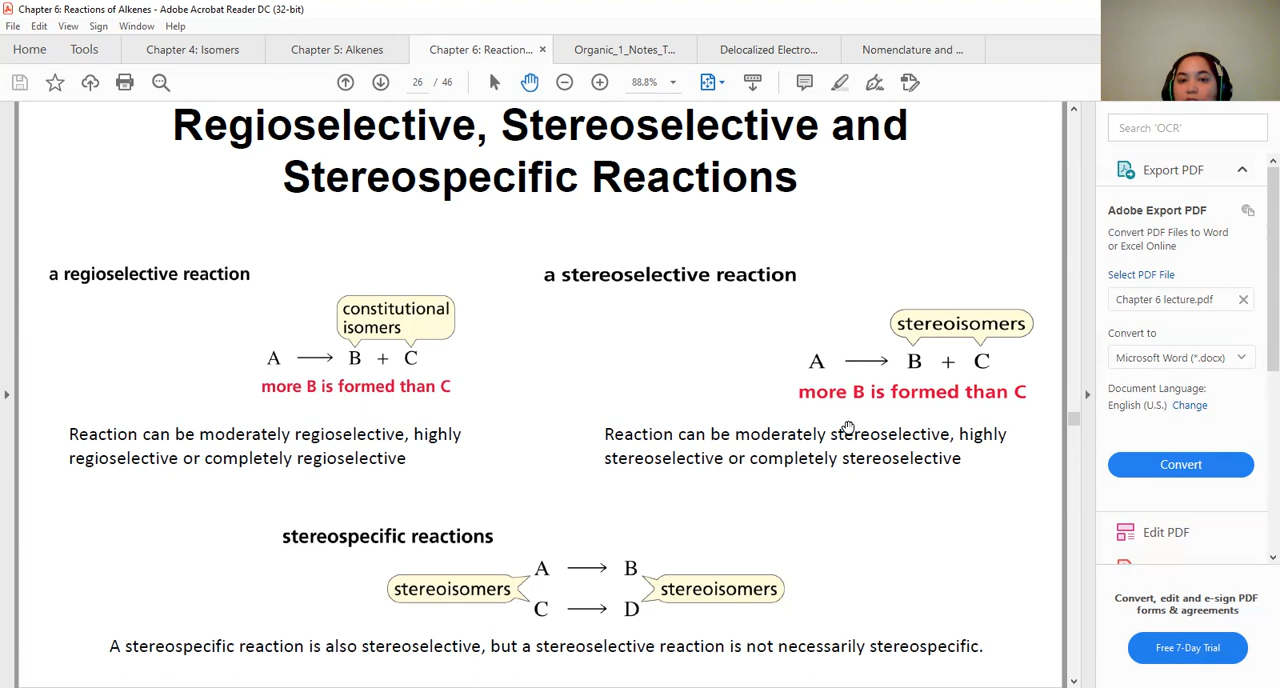 Chapter 6: Reactions of Alkenes - Adobe Acrobat Reader DC (32-bit)
File Edit View Sign Window Help
Home Tools Chapter 4: Isomers Chapter 5: Alkenes Chapter 6: Reaction... × Organic_1_Notes_T... Delocalized Electro... Nomenclature and ...
26 / 46 88.8%
Regioselective, Stereoselective and
Stereospecific Reactions
a regioselective reaction
constitutional
isomers
A ⟶ B + C
more B is formed than C
Reaction can be moderately regioselective, highly
regioselective or completely regioselective
a stereoselective reaction
stereoisomers
A ⟶ B + C
more B is formed than C
Reaction can be moderately stereoselective, highly
stereoselective or completely stereoselective
stereospecific reactions
A ⟶ B
stereoisomers stereoisomers
C ⟶ D
A stereospecific reaction is also stereoselective, but a stereoselective reaction is not necessarily stereospecific.
Search 'OCR'
Export PDF
Adobe Export PDF
Convert PDF Files to Word
or Excel Online
Select PDF File
Chapter 6 lecture.pdf ×
Convert to
Microsoft Word (*.docx)
Document Language:
English (U.S.) Change
Convert
Edit PDF
Convert, edit and e-sign PDF
forms & agreements
Free 7-Day Trial